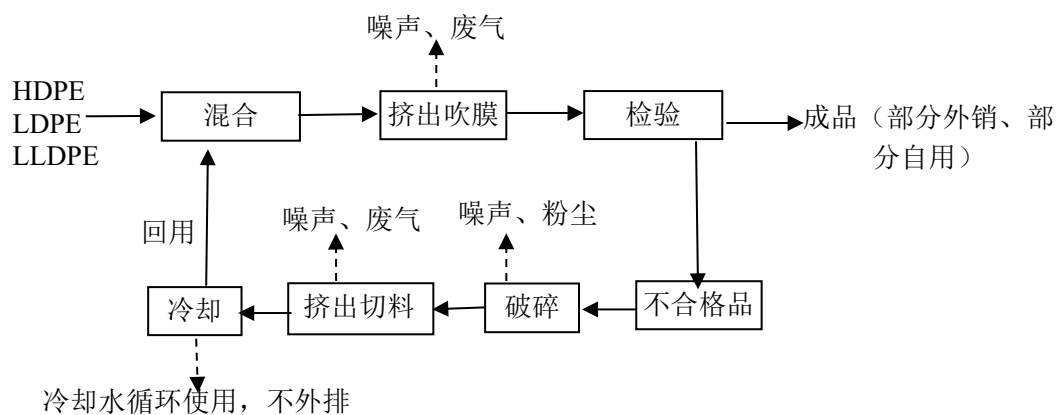 噪声、废气
HDPE
LDPE
LLDPE
混合
挤出吹膜
检验
成品（部分外销、部
分自用）
回用
噪声、废气
噪声、粉尘
冷却
挤出切料
破碎
不合格品
冷却水循环使用，不外排